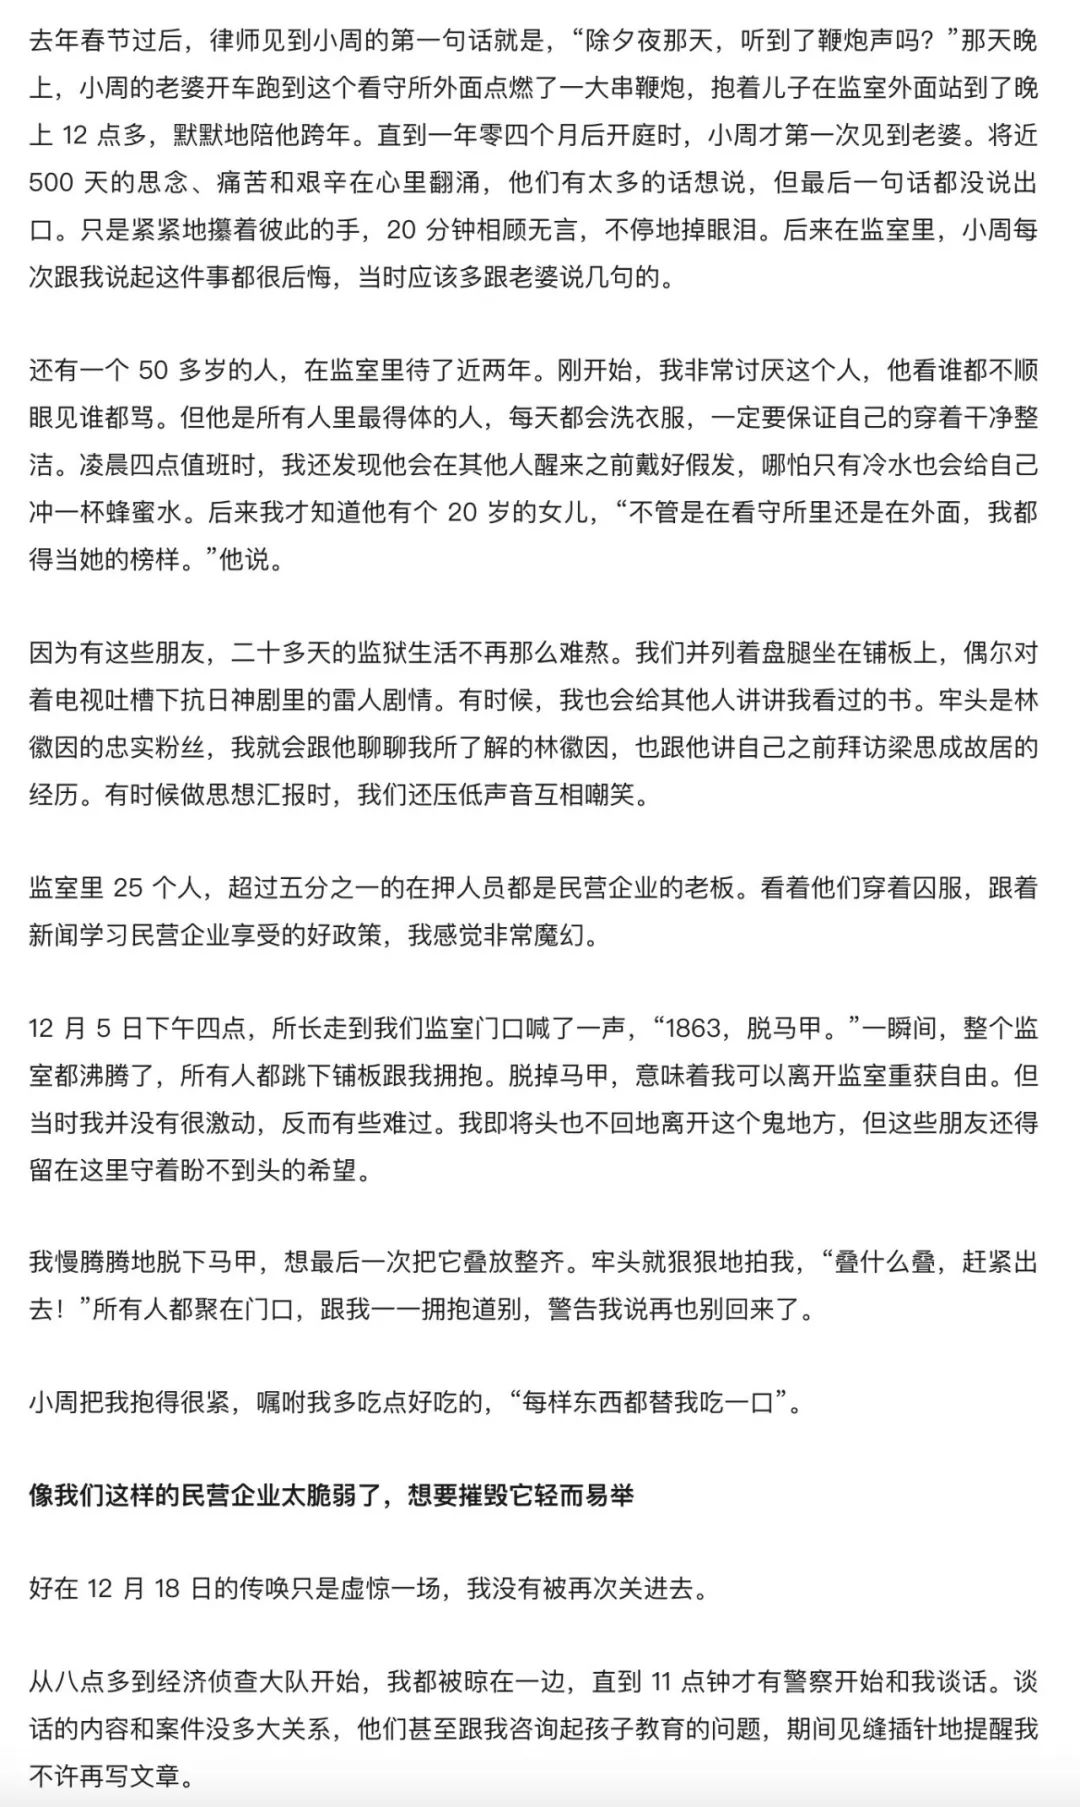 去年春节过后，律师见到小周的第一句话就是，“除夕夜那天，听到了鞭炮声吗？”那天晚
上，小周的老婆开车跑到这个看守所外面点燃了一大串鞭炮，抱着儿子在监室外面站到了晚
上 12 点多，默默地陪他跨年。直到一年零四个月后开庭时，小周才第一次见到老婆。将近
500 天的思念、痛苦和艰辛在心里翻涌，他们有太多的话想说，但最后一句话都没说出
口。只是紧紧地攥着彼此的手，20 分钟相顾无言，不停地掉眼泪。后来在监室里，小周每
次跟我说起这件事都很后悔，当时应该多跟老婆说几句的。
还有一个 50 多岁的人，在监室里待了近两年。刚开始，我非常讨厌这个人，他看谁都不顺
眼见谁都骂。但他是所有人里最得体的人，每天都会洗衣服，一定要保证自己的穿着干净整
洁。凌晨四点值班时，我还发现他会在其他人醒来之前戴好假发，哪怕只有冷水也会给自己
冲一杯蜂蜜水。后来我才知道他有个 20 岁的女儿，“不管是在看守所里还是在外面，我都
得当她的榜样。”他说。
因为有这些朋友，二十多天的监狱生活不再那么难熬。我们并列着盘腿坐在铺板上，偶尔对
着电视吐槽下抗日神剧里的雷人剧情。有时候，我也会给其他人讲讲我看过的书。牢头是林
徽因的忠实粉丝，我就会跟他聊聊我所了解的林徽因，也跟他讲自己之前拜访梁思成故居的
经历。有时候做思想汇报时，我们还压低声音互相嘲笑。
监室里 25 个人，超过五分之一的在押人员都是民营企业的老板。看着他们穿着囚服，跟着
新闻学习民营企业享受的好政策，我感觉非常魔幻。
12 月 5 日下午四点，所长走到我们监室门口喊了一声，“1863，脱马甲。”一瞬间，整个监
室都沸腾了，所有人都跳下铺板跟我拥抱。脱掉马甲，意味着我可以离开监室重获自由。但
当时我并没有很激动，反而有些难过。我即将头也不回地离开这个鬼地方，但这些朋友还得
留在这里守着盼不到头的希望。
我慢腾腾地脱下马甲，想最后一次把它叠放整齐。牢头就狠狠地拍我，“叠什么叠，赶紧出
去！”所有人都聚在门口，跟我一一拥抱道别，警告我说再也别回来了。
小周把我抱得很紧，嘱咐我多吃点好吃的，“每样东西都替我吃一口”。
像我们这样的民营企业太脆弱了，想要摧毁它轻而易举
好在 12 月 18 日的传唤只是虚惊一场，我没有被再次关进去。
从八点多到经济侦查大队开始，我都被晾在一边，直到 11 点钟才有警察开始和我谈话。谈
话的内容和案件没多大关系，他们甚至跟我咨询起孩子教育的问题，期间见缝插针地提醒我
不许再写文章。